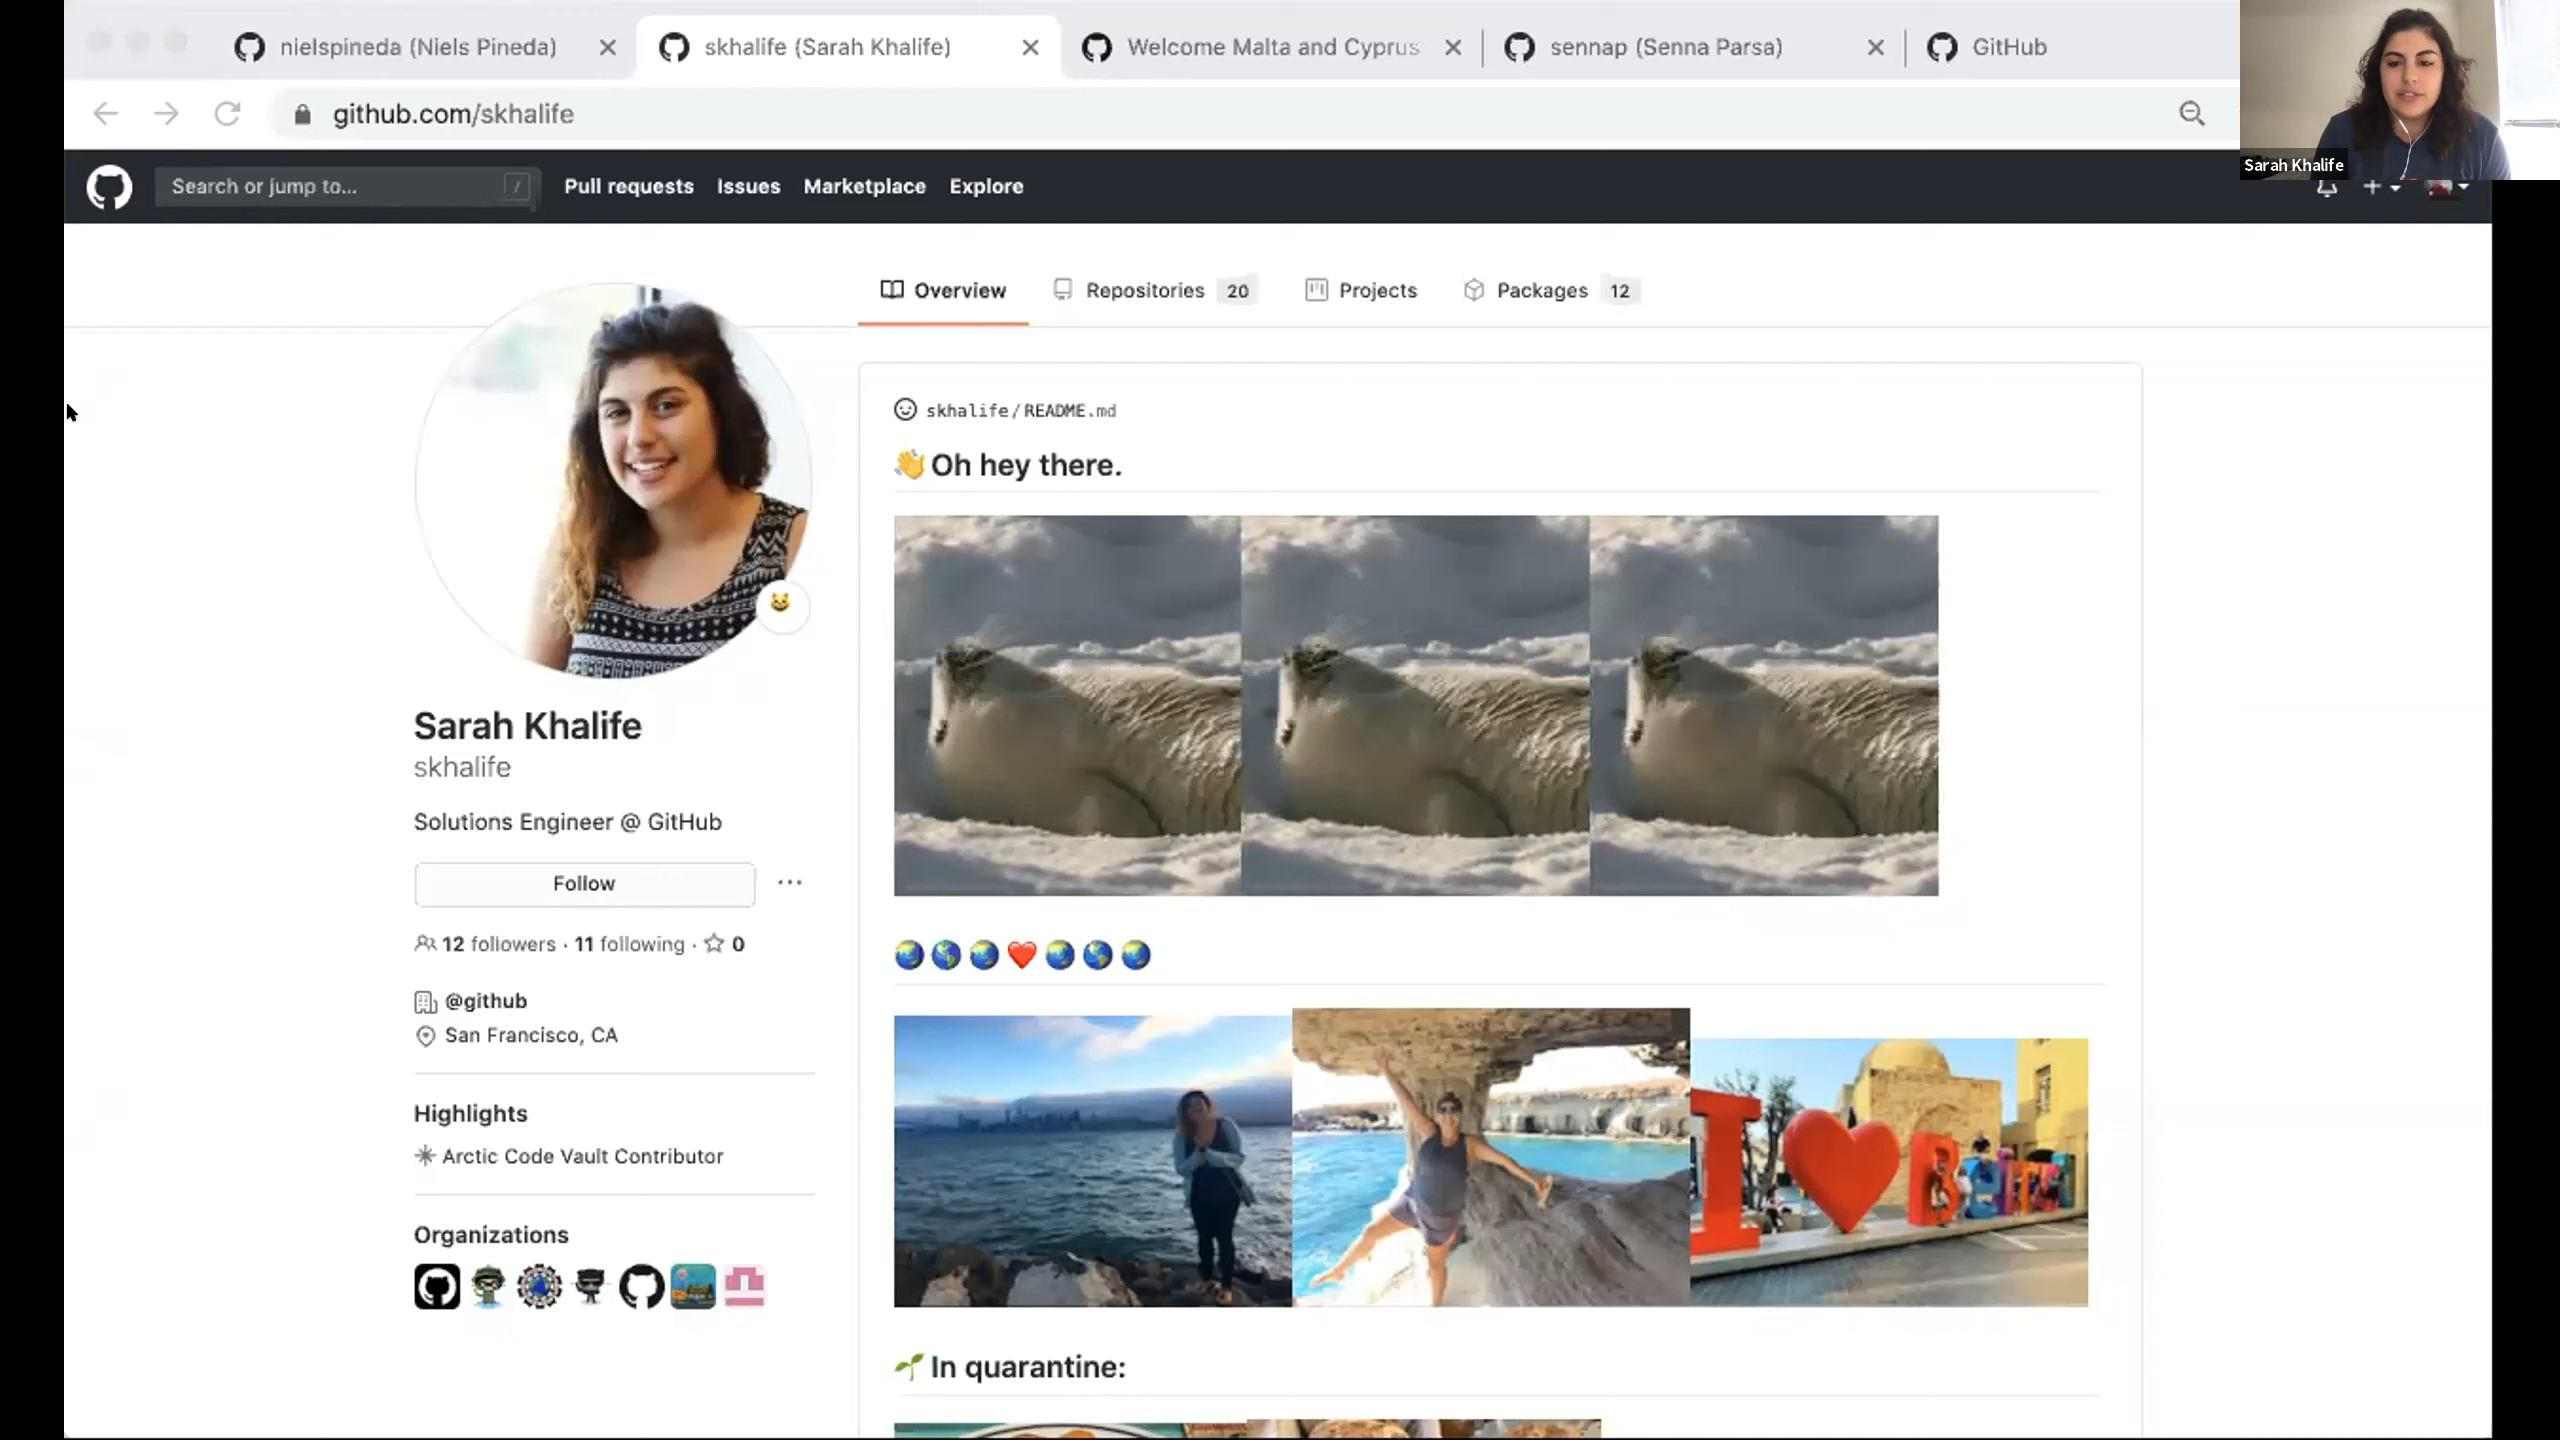 nielspineda (Niels Pineda)
skhalife (Sarah Khalife)
Welcome Malta and Cyprus
sennap (Senna Parsa)
GitHub
github.com/skhalife
Sarah Khalife
Search or jump to... /
Pull requests Issues Marketplace Explore
Overview Repositories 20 Projects Packages 12
skhalife/README.md
👋 Oh hey there.
Sarah Khalife
skhalife
Solutions Engineer @ GitHub
Follow
12 followers · 11 following · 0
@github
San Francisco, CA
Highlights
Arctic Code Vault Contributor
Organizations
I ❤ B
🌱 In quarantine: